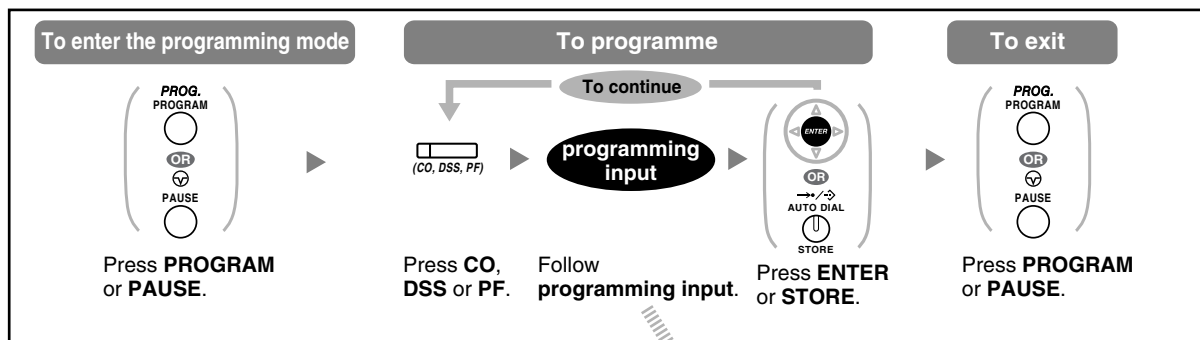 To enter the programming mode
To programme
To exit
To continue
PROG.
PROGRAM
OR
PAUSE
(CO, DSS, PF)
programming
input
ENTER
OR
AUTO DIAL
STORE
PROG.
PROGRAM
OR
PAUSE
Press PROGRAM
or PAUSE.
Press CO,
DSS or PF.
Follow
programming input.
Press ENTER
or STORE.
Press PROGRAM
or PAUSE.